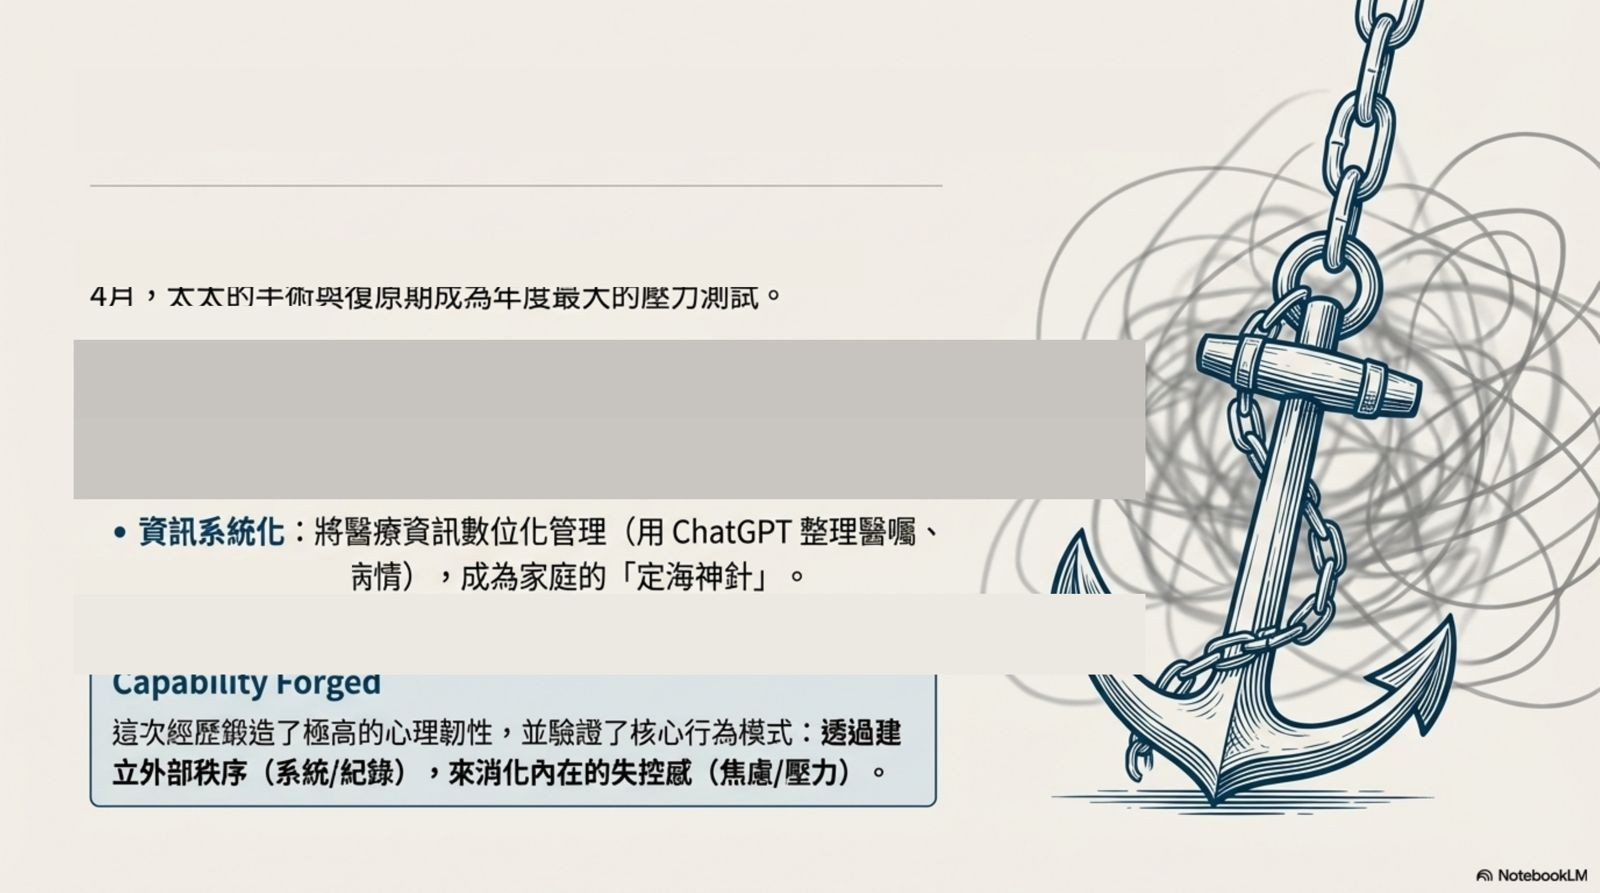 4月，太太的手術與復原期成為年度最大的壓力測試。
• 資訊系統化：將醫療資訊數位化管理（用 ChatGPT 整理醫囑、
病情），成為家庭的「定海神針」。
Capability Forged
這次經歷鍛造了極高的心理韌性，並驗證了核心行為模式：透過建
立外部秩序（系統/紀錄），來消化內在的失控感（焦慮/壓力）。
NotebookLM